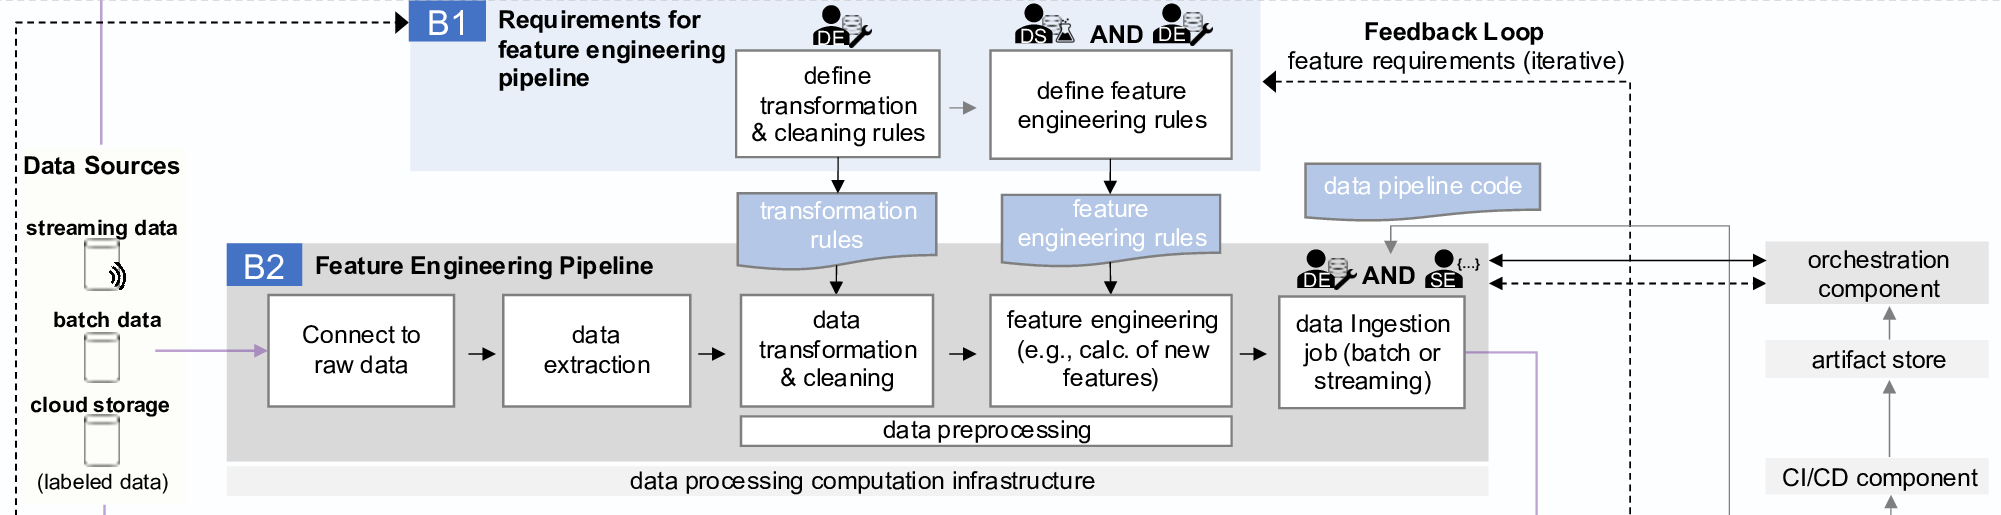 B1
Requirements for
feature engineering
pipeline
DE
define
transformation
& cleaning rules
DS AND DE
define feature
engineering rules
Feedback Loop
feature requirements (iterative)
Data Sources
streaming data
batch data
cloud storage
(labeled data)
transformation
rules
feature
engineering rules
data pipeline code
B2
Feature Engineering Pipeline
Connect to
raw data
data
extraction
data
transformation
& cleaning
feature engineering
(e.g., calc. of new
features)
DE AND SE {...}
data Ingestion
job (batch or
streaming)
data preprocessing
data processing computation infrastructure
orchestration
component
artifact store
CI/CD component